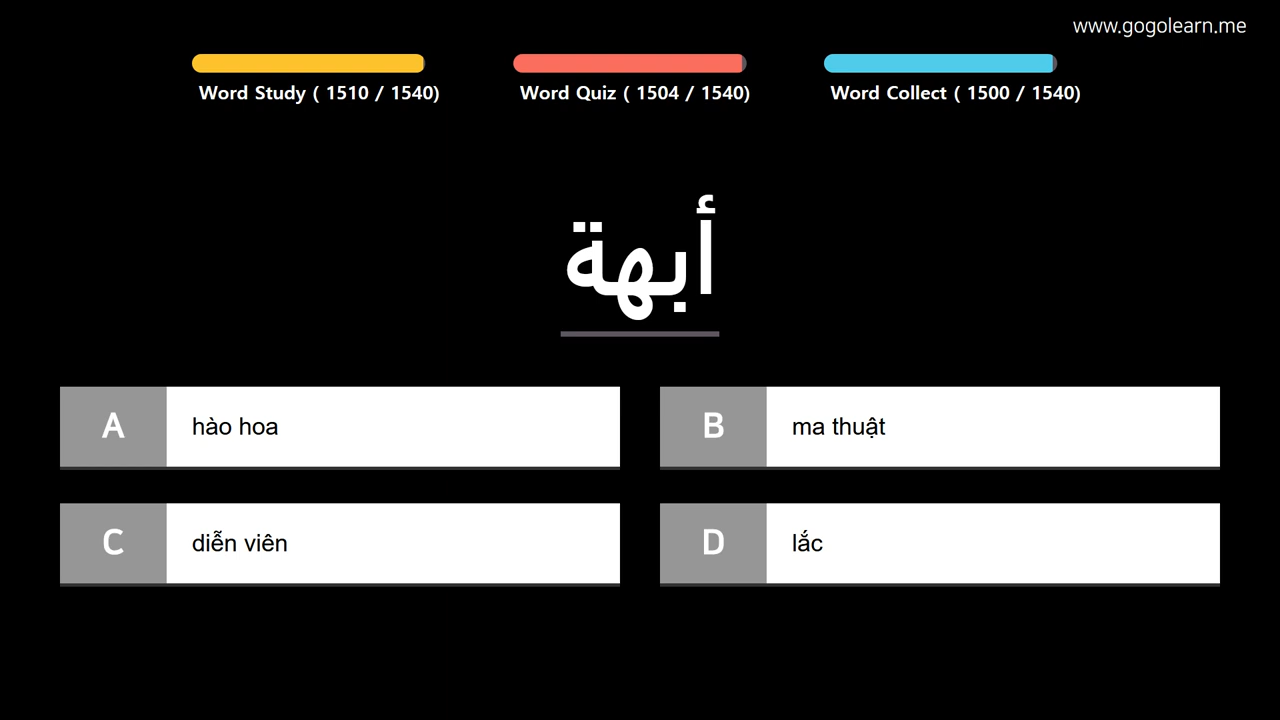 www.gogolearn.me
Word Study ( 1510 / 1540)
Word Quiz ( 1504 / 1540)
Word Collect ( 1500 / 1540)
أبهة
A hào hoa
B ma thuật
C diễn viên
D lắc